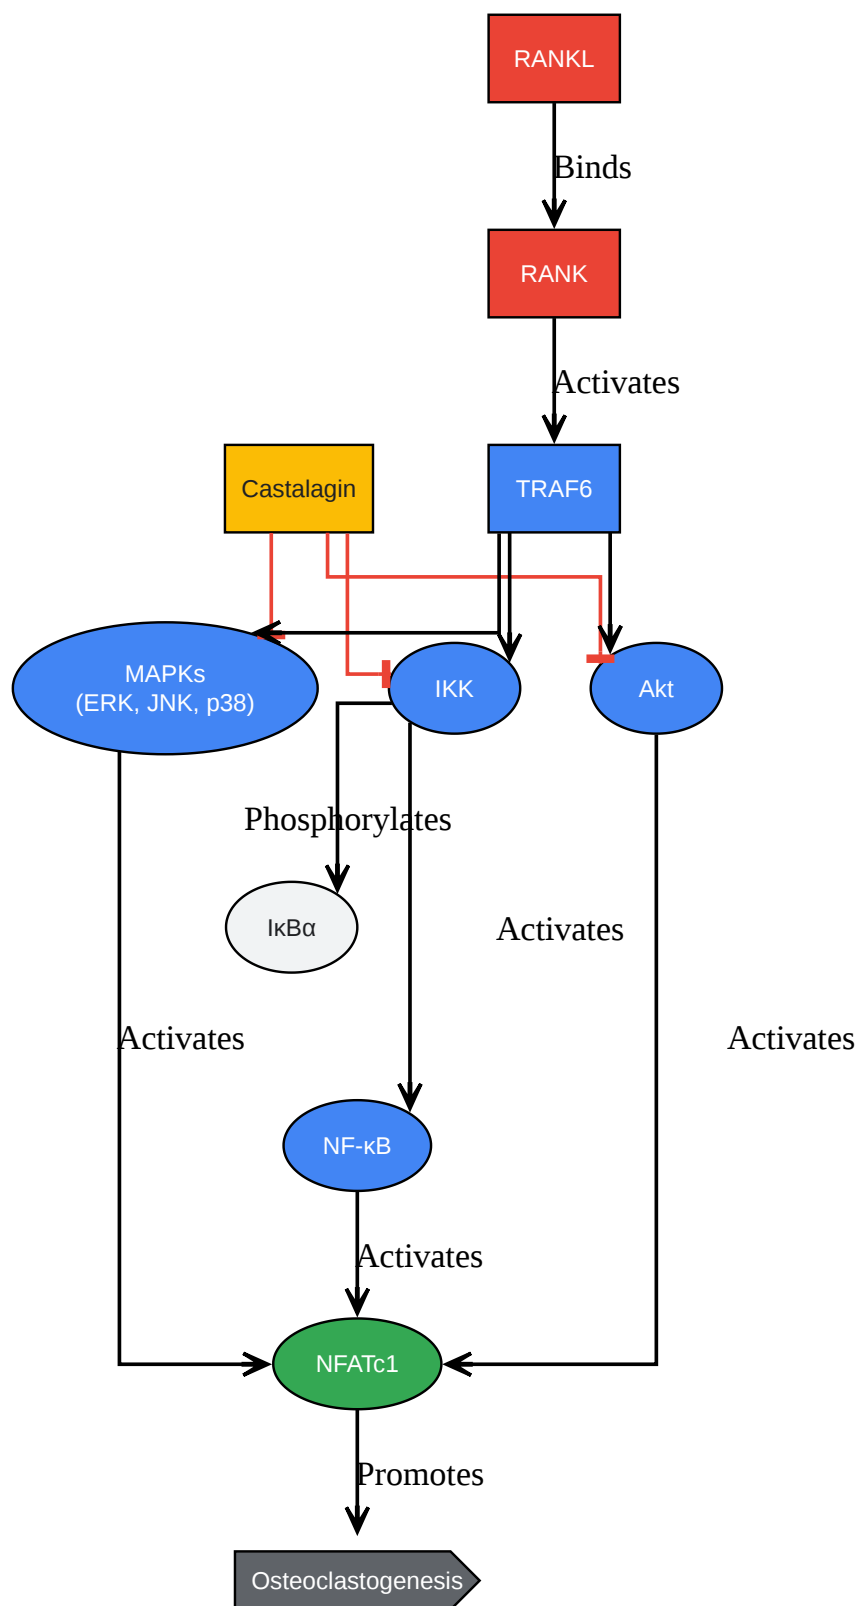 RANKL
Binds
RANK
Activates
Castalagin
TRAF6
MAPKs
(ERK, JNK, p38)
IKK
Akt
Phosphorylates
IκBα
Activates
Activates
Activates
NF-κB
Activates
NFATc1
Promotes
Osteoclastogenesis